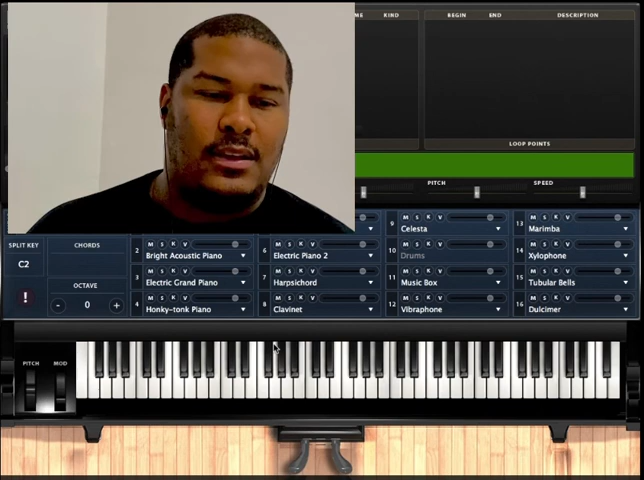 KIND
BEGIN END DESCRIPTION
LOOP POINTS
PITCH SPEED
SPLIT KEY
C2
CHORDS
OCTAVE
- 0 +
!
M S K V
2 Bright Acoustic Piano
M S K V
3 Electric Grand Piano
M S K V
4 Honky-tonk Piano
M S K V
6 Electric Piano 2
M S K V
7 Harpsichord
M S K V
8 Clavinet
M S K V
9 Celesta
M S K V
10 Drums
M S K V
11 Music Box
M S K V
12 Vibraphone
M S K V
13 Marimba
M S K V
14 Xylophone
M S K V
15 Tubular Bells
M S K V
16 Dulcimer
PITCH MOD